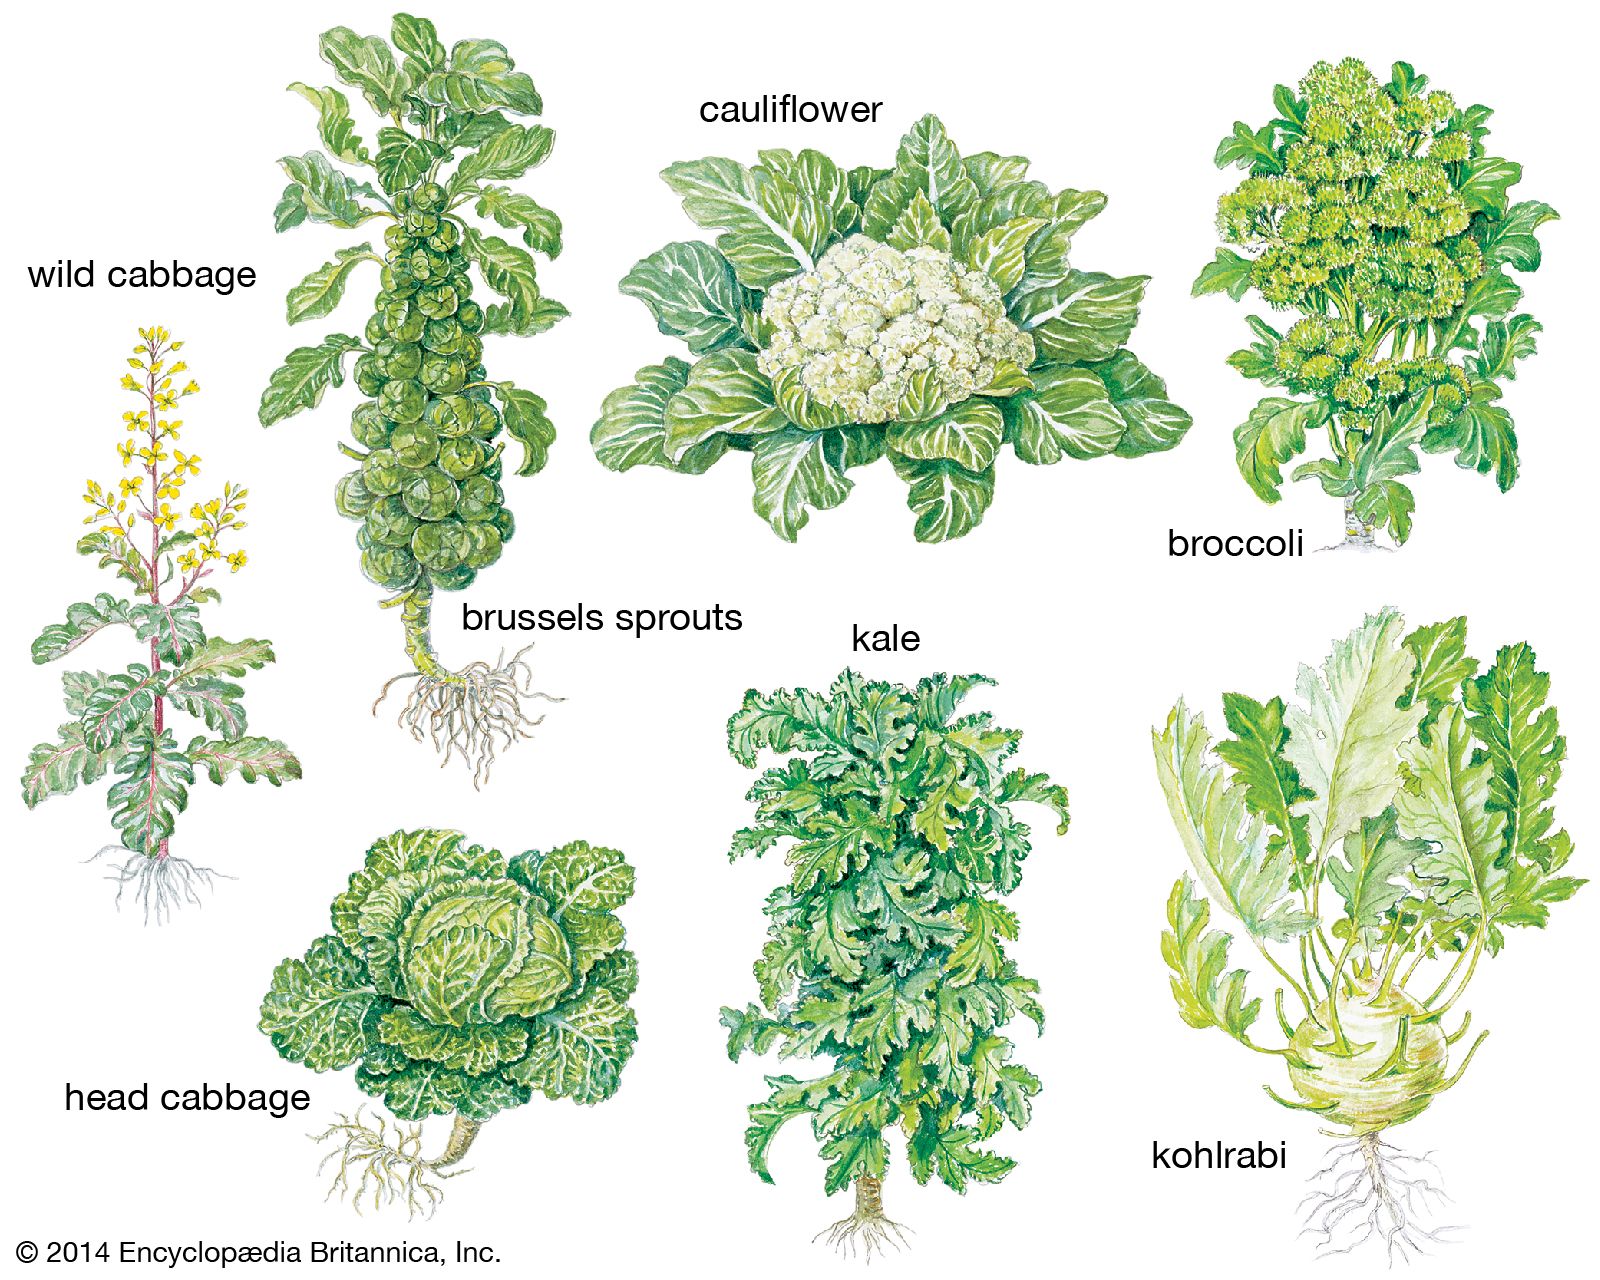 cauliflower
wild cabbage
broccoli
brussels sprouts
kale
head cabbage
kohlrabi
© 2014 Encyclopædia Britannica, Inc.